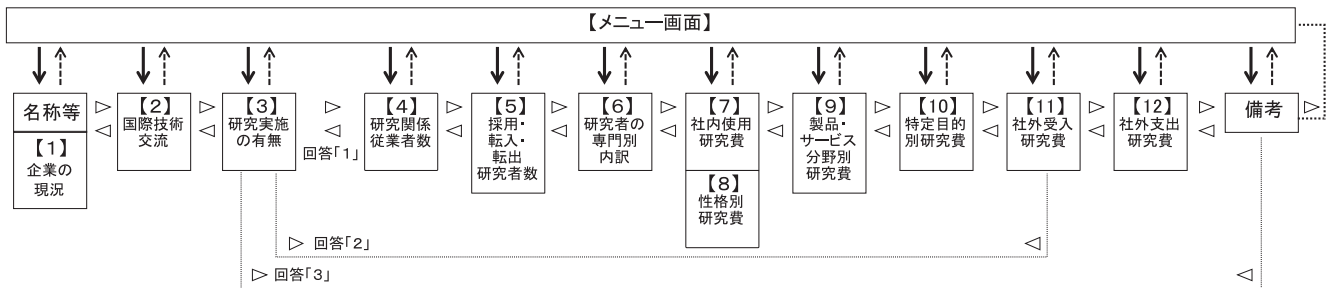 【メニュー画面】
名称等
【1】
企業の
現況
【2】
国際技術
交流
【3】
研究実施
の有無
回答「1」
【4】
研究関係
従業者数
【5】
採用・
転入・
転出
研究者数
【6】
研究者の
専門別
内訳
【7】
社内使用
研究費
【8】
性格別
研究費
【9】
製品・
サービス
分野別
研究費
【10】
特定目的
別研究費
【11】
社外受入
研究費
【12】
社外支出
研究費
備考
回答「2」
回答「3」